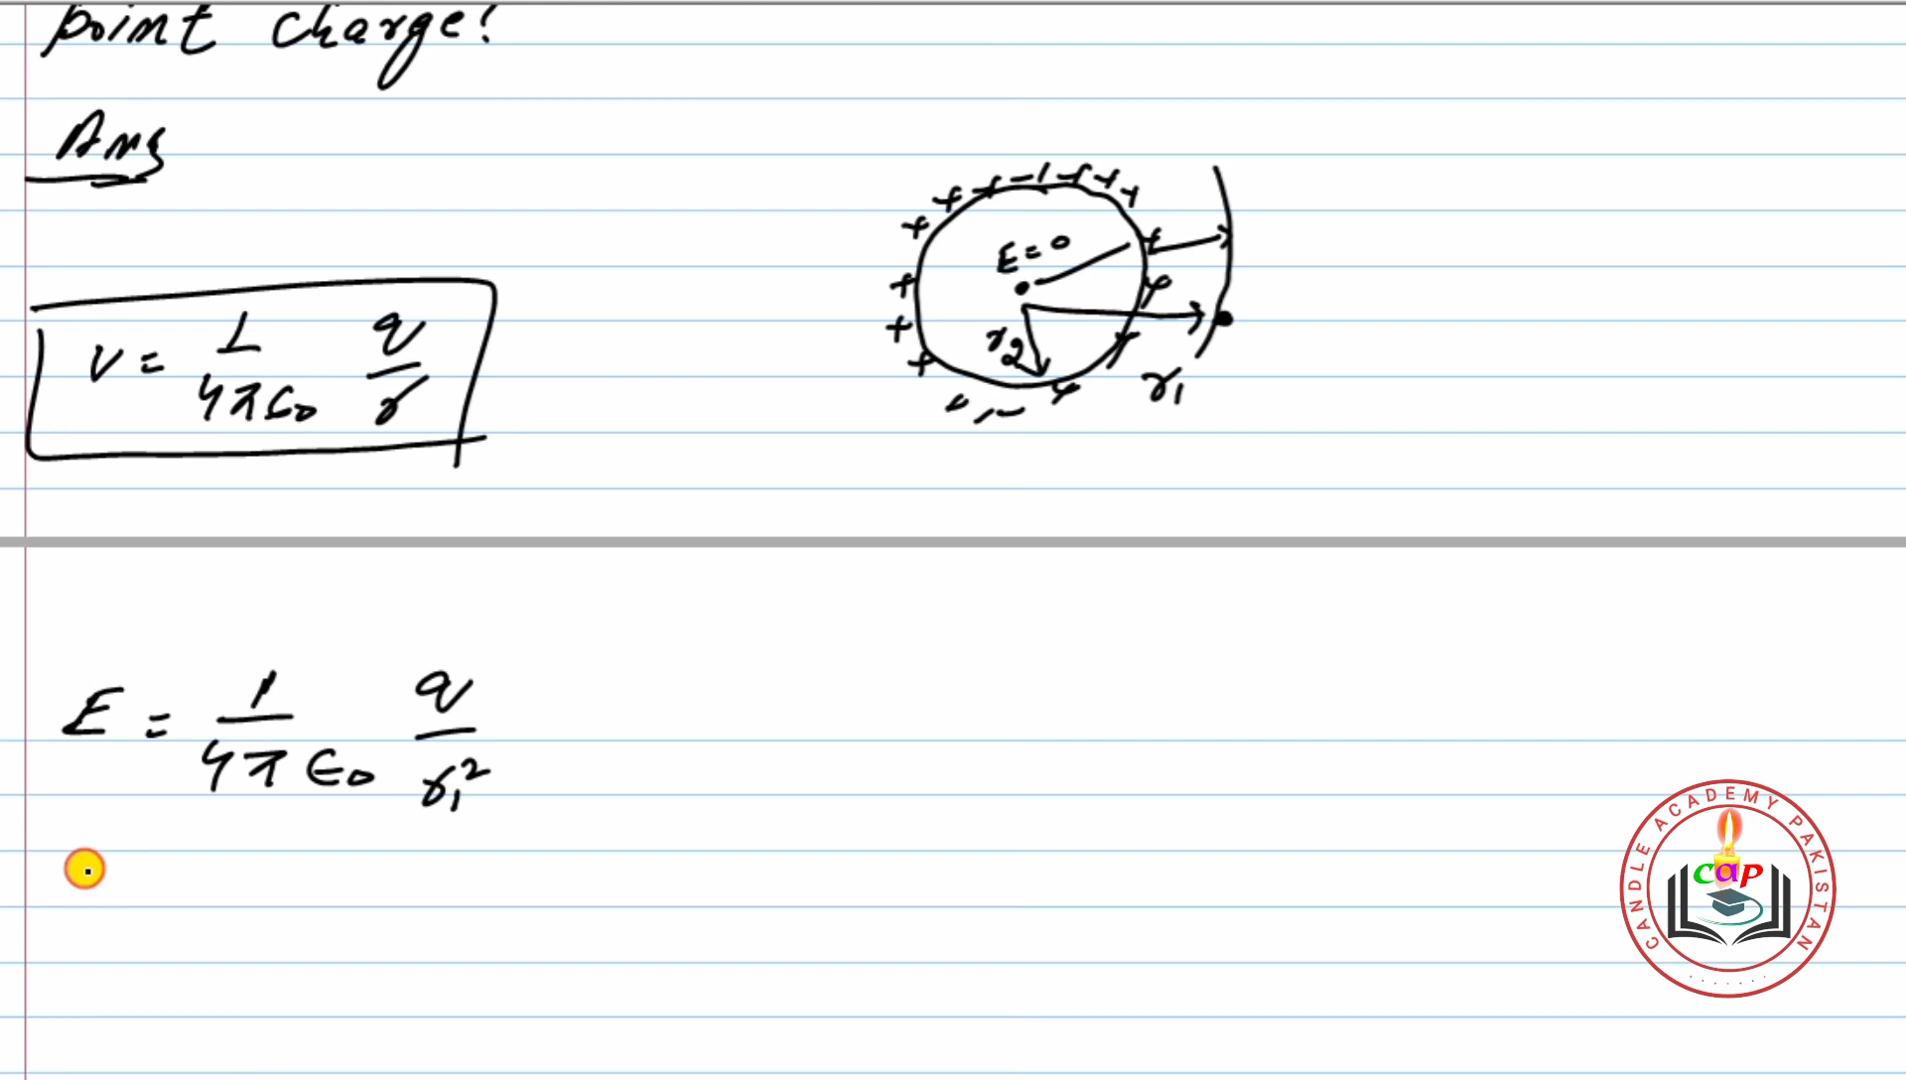 point charge?
Ans
V = 1/4πϵ₀ q/r
+ + + + + + + + + + + + +
E = 0
r₂
r₁
E = 1/4πϵ₀ q/r₁²
CANDLE ACADEMY PAKISTAN
CAP